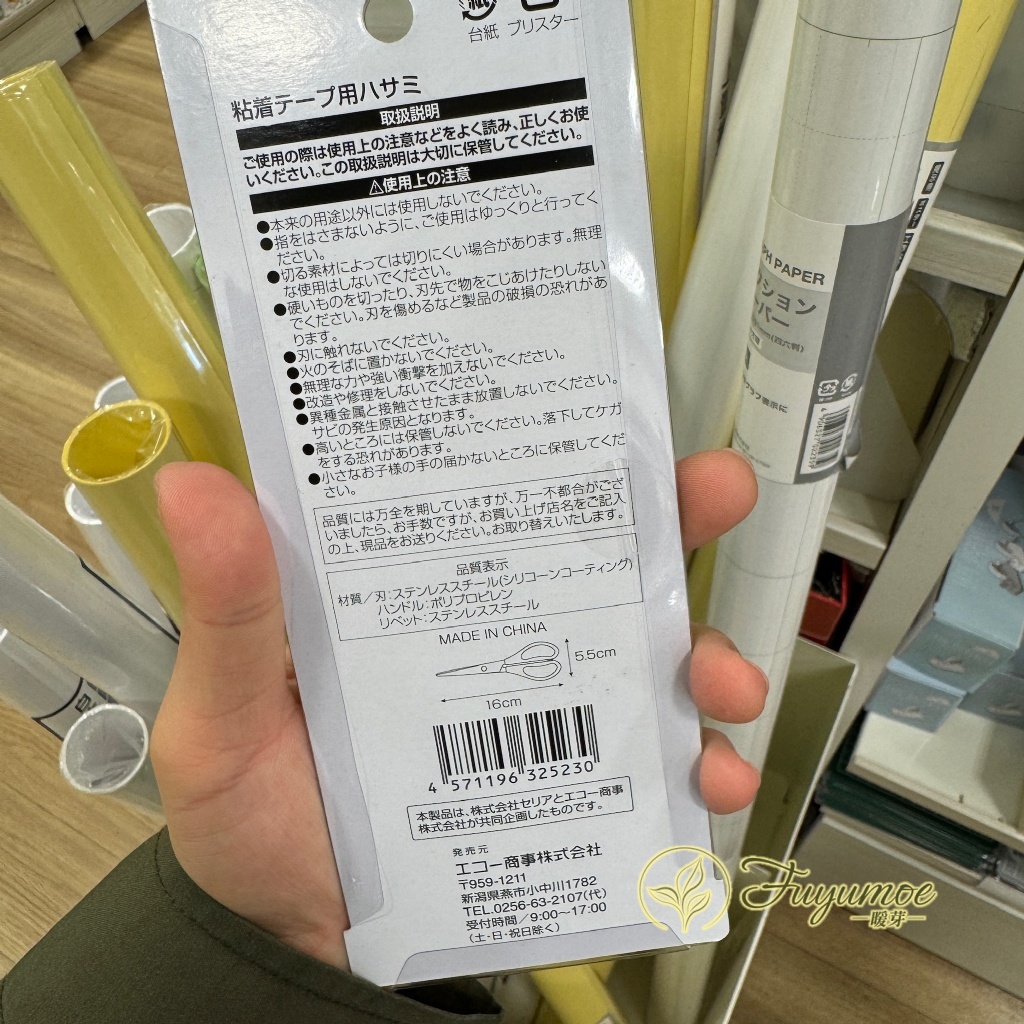 紙
台紙 ブリスター
粘着テープ用ハサミ
取扱説明
ご使用の際は使用上の注意などをよく読み、正しくお使
いください。この取扱説明は大切に保管してください。
⚠使用上の注意
●本来の用途以外には使用しないでください。
●指をはさまないように、ご使用はゆっくりと行ってく
ださい。
●切る素材によっては切りにくい場合があります。無理
な使用はしないでください。
●硬いものを切ったり、刃先で物をこじあけたりしない
でください。刃を傷めるなど製品の破損の恐れがあ
ります。
●刃に触れないでください。
●火のそばに置かないでください。
●無理な力や強い衝撃を加えないでください。
●改造や修理をしないでください。
●異種金属と接触させたまま放置しないでください。
サビの発生原因となります。
●高いところには保管しないでください。落下してケガ
をする恐れがあります。
●小さなお子様の手の届かないところに保管してくだ
さい。
品質には万全を期していますが、万一不都合がござ
いましたら、お手数ですが、お買い上げ店名をご記入
の上、現品をお送りください。お取り替えいたします。
品質表示
材質／刃:ステンレススチール(シリコーンコーティング)
ハンドル:ポリプロピレン
リベット:ステンレススチール
MADE IN CHINA
5.5cm
16cm
4 571196 325230
本製品は、株式会社セリアとエコー商事
株式会社が共同企画したものです。
発売元
エコー商事株式会社
〒959-1211
新潟県燕市小中川1782
TEL.0256-63-2107(代)
受付時間／9:00〜17:00
(土・日・祝日除く)
PH PAPER
クション
ーパー
(四六判)
Fuyumoe
暖芽